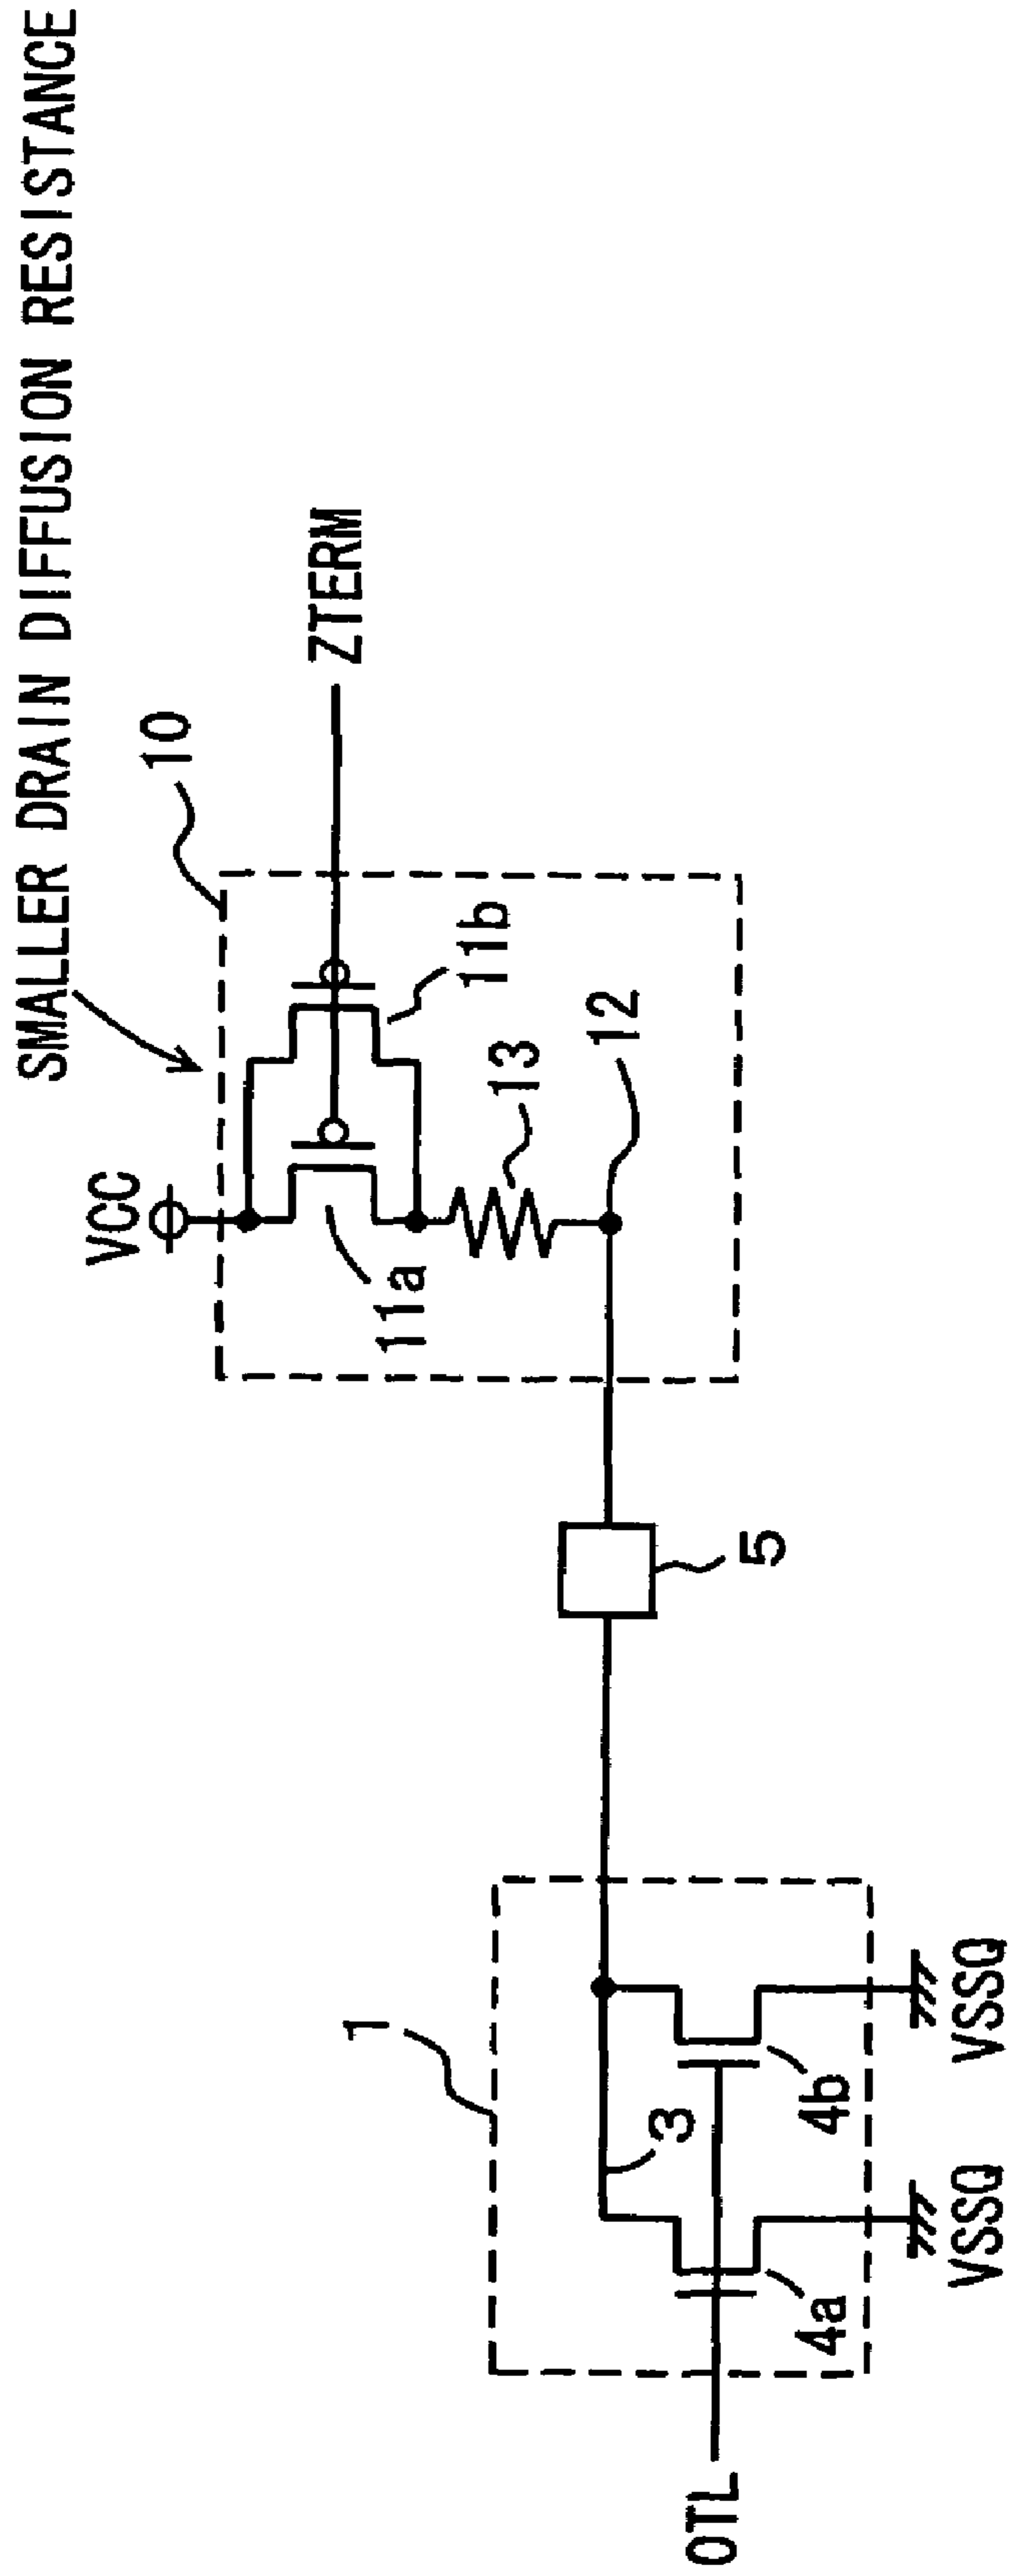 SMALLER DRAIN DIFFUSION RESISTANCE
VCC
10
ZTERM
11a
11b
13
12
5
1
3
4a
4b
OTL
VSSQ
VSSQ